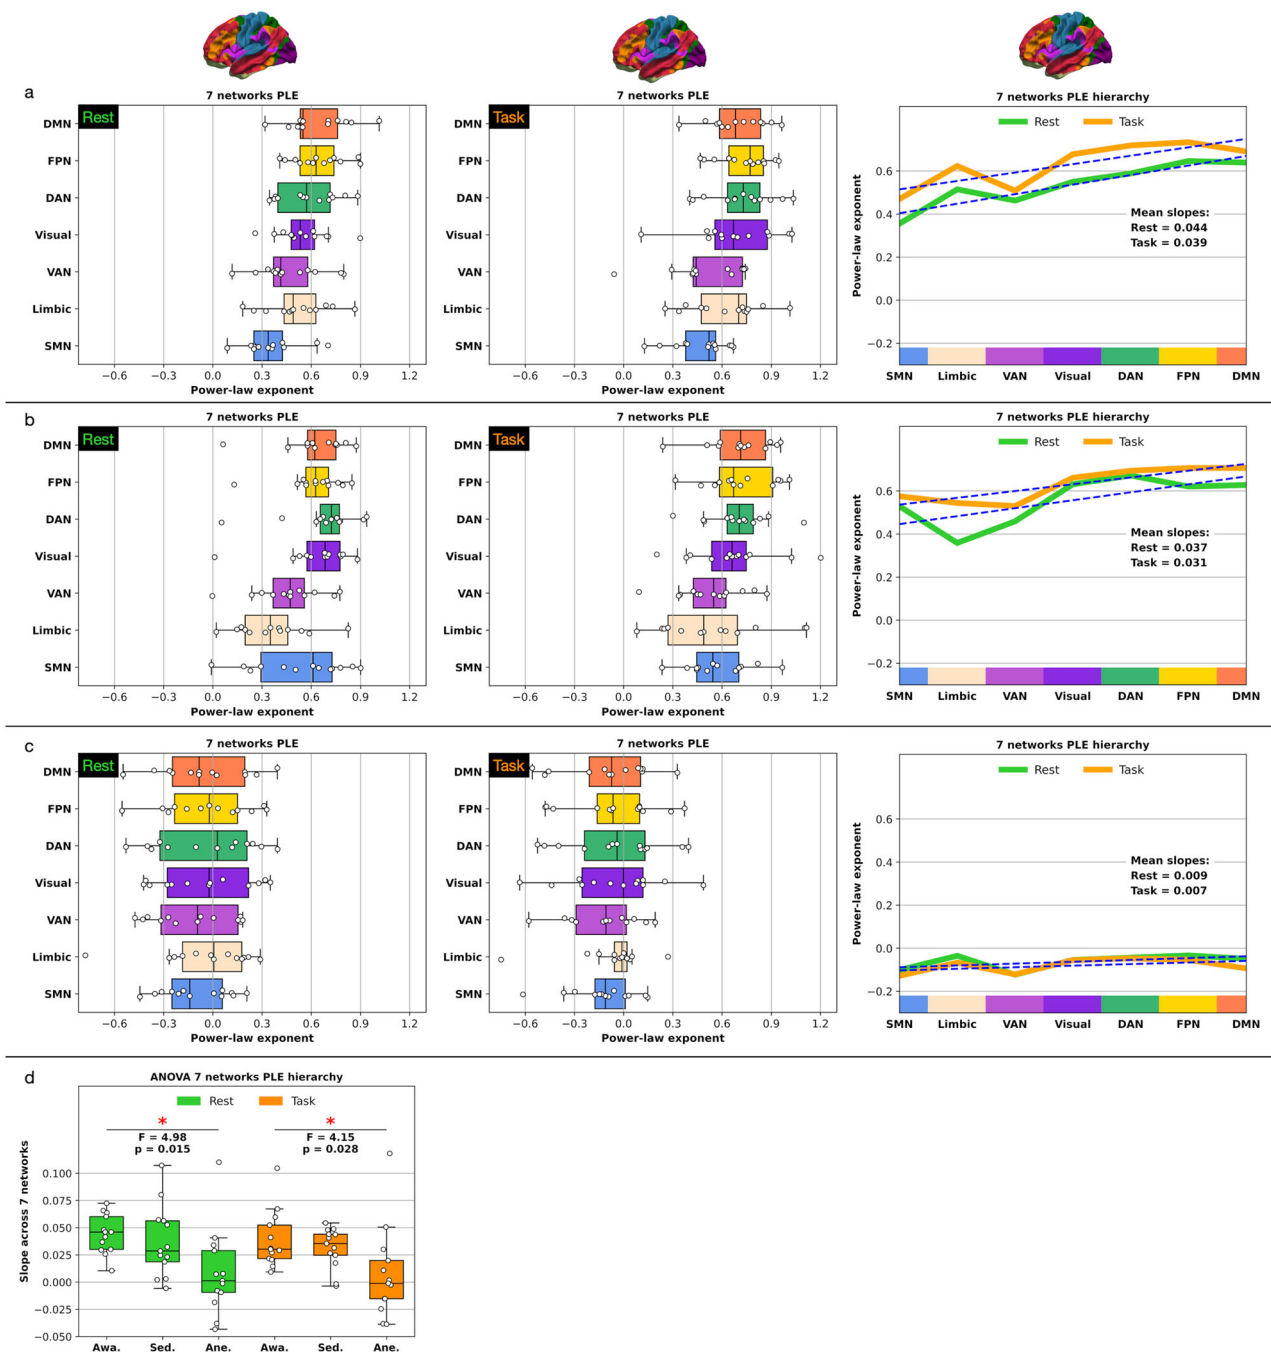 a
7 networks PLE
Rest
DMN
FPN
DAN
Visual
VAN
Limbic
SMN
−0.6 −0.3 0.0 0.3 0.6 0.9 1.2
Power-law exponent
7 networks PLE
Task
DMN
FPN
DAN
Visual
VAN
Limbic
SMN
−0.6 −0.3 0.0 0.3 0.6 0.9 1.2
Power-law exponent
7 networks PLE hierarchy
Rest Task
Power-law exponent
0.6
0.4
0.2
0.0
−0.2
Mean slopes:
Rest = 0.044
Task = 0.039
SMN Limbic VAN Visual DAN FPN DMN
b
7 networks PLE
Rest
DMN
FPN
DAN
Visual
VAN
Limbic
SMN
−0.6 −0.3 0.0 0.3 0.6 0.9 1.2
Power-law exponent
7 networks PLE
Task
DMN
FPN
DAN
Visual
VAN
Limbic
SMN
−0.6 −0.3 0.0 0.3 0.6 0.9 1.2
Power-law exponent
7 networks PLE hierarchy
Rest Task
Power-law exponent
0.6
0.4
0.2
0.0
−0.2
Mean slopes:
Rest = 0.037
Task = 0.031
SMN Limbic VAN Visual DAN FPN DMN
c
7 networks PLE
Rest
DMN
FPN
DAN
Visual
VAN
Limbic
SMN
−0.6 −0.3 0.0 0.3 0.6 0.9 1.2
Power-law exponent
7 networks PLE
Task
DMN
FPN
DAN
Visual
VAN
Limbic
SMN
−0.6 −0.3 0.0 0.3 0.6 0.9 1.2
Power-law exponent
7 networks PLE hierarchy
Rest Task
Power-law exponent
0.6
0.4
0.2
−0.0
−0.2
Mean slopes:
Rest = 0.009
Task = 0.007
SMN Limbic VAN Visual DAN FPN DMN
d
ANOVA 7 networks PLE hierarchy
Rest Task
* *
F = 4.98 F = 4.15
p = 0.015 p = 0.028
Slope across 7 networks
0.100
0.075
0.050
0.025
0.000
−0.025
−0.050
Awa. Sed. Ane. Awa. Sed. Ane.